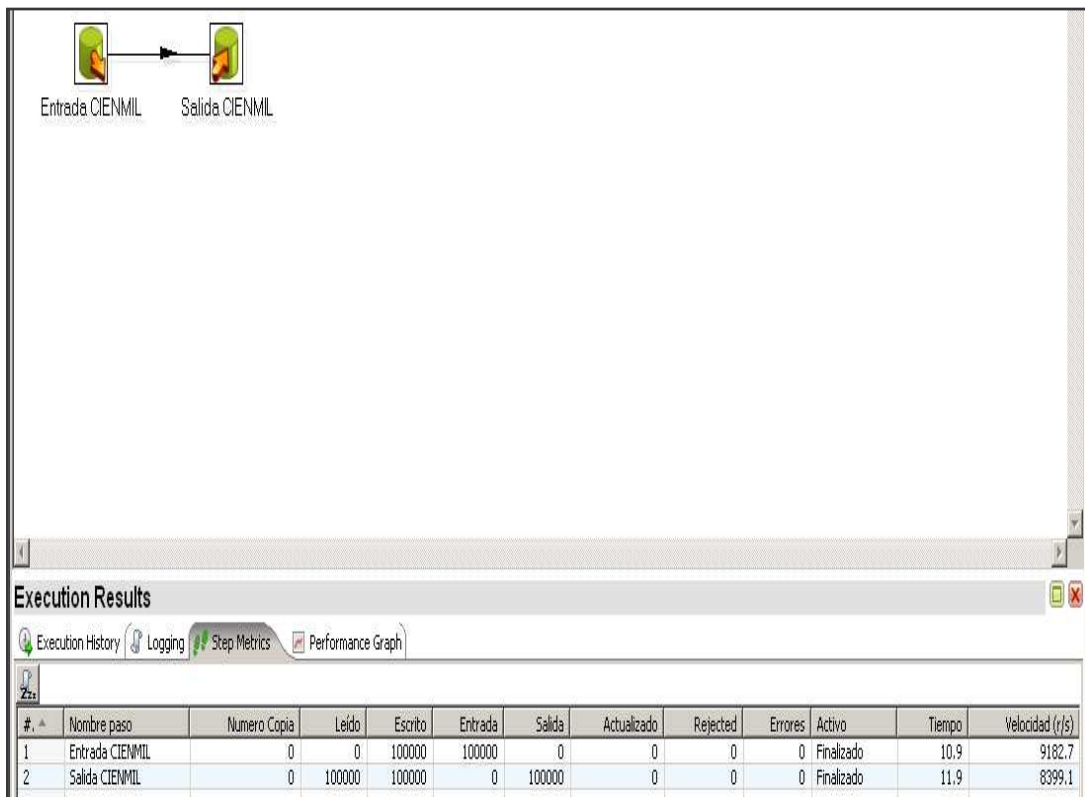 Entrada CIENMIL Salida CIENMIL
Execution Results
Execution History Logging Step Metrics Performance Graph
#. Nombre paso Numero Copia Leído Escrito Entrada Salida Actualizado Rejected Errores Activo Tiempo Velocidad (r/s)
1 Entrada CIENMIL 0 0 100000 100000 0 0 0 0 Finalizado 10.9 9182.7
2 Salida CIENMIL 0 100000 100000 0 100000 0 0 0 Finalizado 11.9 8399.1